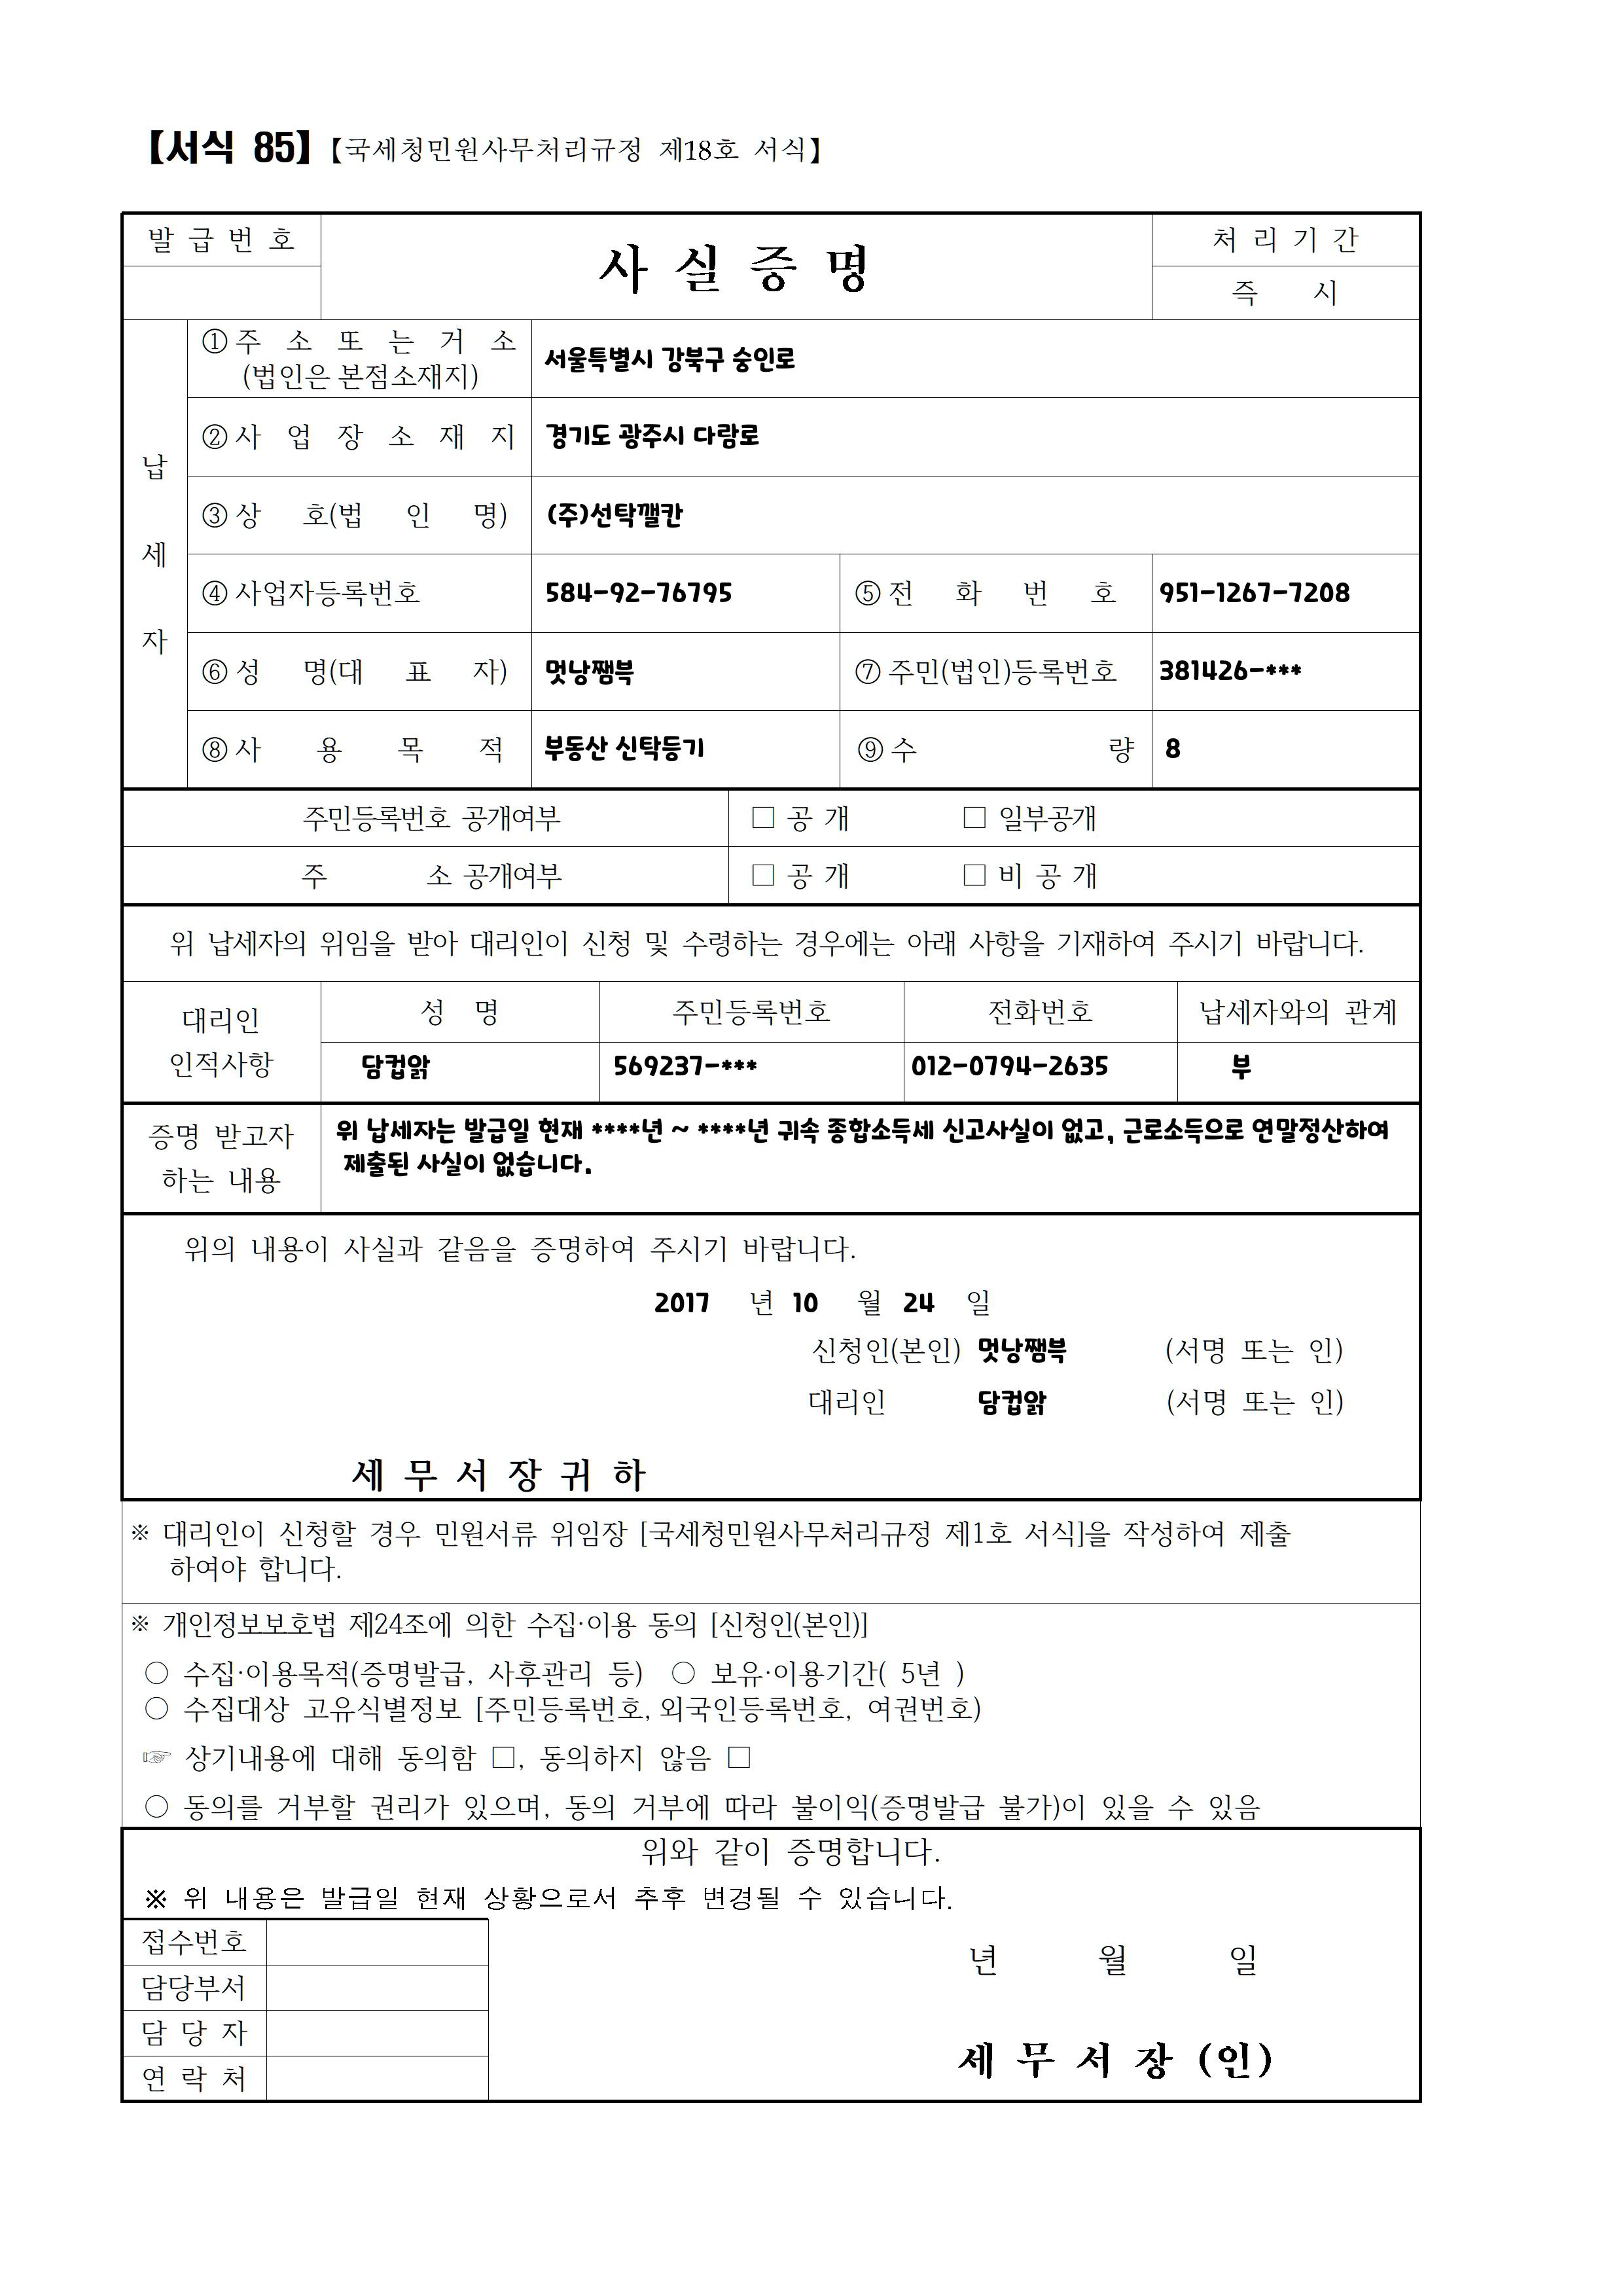 【서식 85】【국세청민원사무처리규정 제18호 서식】
발 급 번 호
사 실 증 명
처 리 기 간
즉 시
납 세 자
① 주 소 또 는 거 소
(법인은 본점소재지)
서울특별시 강북구 숭인로
② 사 업 장 소 재 지
경기도 광주시 다람로
③ 상 호(법 인 명)
(주)선탁깰칸
④ 사업자등록번호
584-92-76795
⑤ 전 화 번 호
951-1267-7208
⑥ 성 명(대 표 자)
멋낭쨈븍
⑦ 주민(법인)등록번호
381426-***
⑧ 사 용 목 적
부동산 신탁등기
⑨ 수 량
8
주민등록번호 공개여부
□ 공 개 □ 일부공개
주 소 공개여부
□ 공 개 □ 비 공 개
위 납세자의 위임을 받아 대리인이 신청 및 수령하는 경우에는 아래 사항을 기재하여 주시기 바랍니다.
대리인
인적사항
성 명 주민등록번호 전화번호 납세자와의 관계
담컵앍 569237-*** 012-0794-2635 부
증명 받고자
하는 내용
위 납세자는 발급일 현재 ****년 ~ ****년 귀속 종합소득세 신고사실이 없고, 근로소득으로 연말정산하여
제출된 사실이 없습니다.
위의 내용이 사실과 같음을 증명하여 주시기 바랍니다.
2017 년 10 월 24 일
신청인(본인) 멋낭쨈븍 (서명 또는 인)
대리인 담컵앍 (서명 또는 인)
세 무 서 장 귀 하
※ 대리인이 신청할 경우 민원서류 위임장 [국세청민원사무처리규정 제1호 서식]을 작성하여 제출
하여야 합니다.
※ 개인정보보호법 제24조에 의한 수집·이용 동의 [신청인(본인)]
○ 수집·이용목적(증명발급, 사후관리 등) ○ 보유·이용기간( 5년 )
○ 수집대상 고유식별정보 [주민등록번호, 외국인등록번호, 여권번호)
☞ 상기내용에 대해 동의함 □, 동의하지 않음 □
○ 동의를 거부할 권리가 있으며, 동의 거부에 따라 불이익(증명발급 불가)이 있을 수 있음
위와 같이 증명합니다.
※ 위 내용은 발급일 현재 상황으로서 추후 변경될 수 있습니다.
접수번호
담당부서
담 당 자
연 락 처
년 월 일
세 무 서 장 (인)